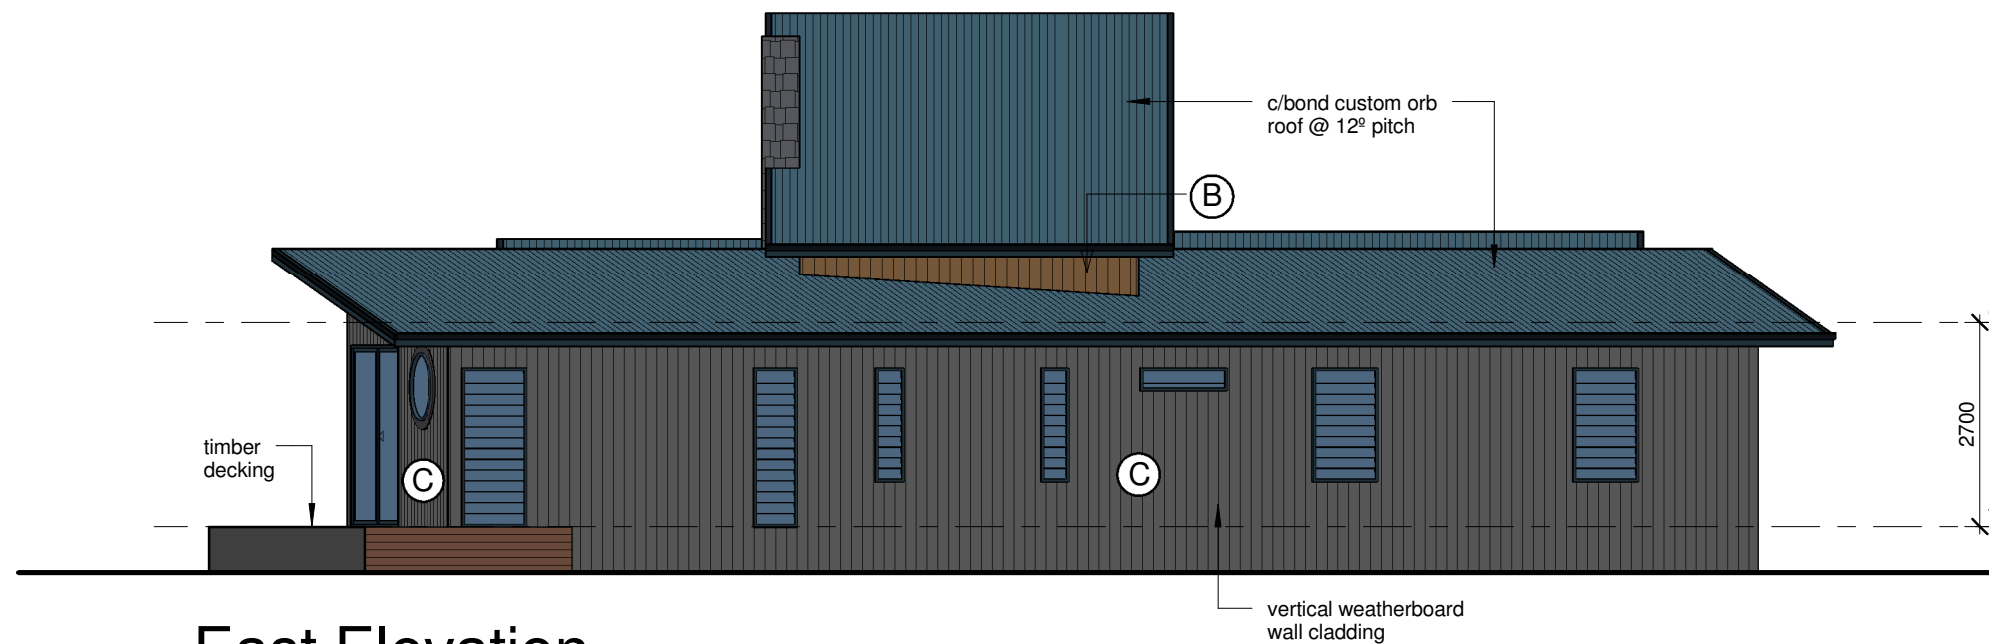 c/bond custom orb
roof @ 12º pitch
B
2700
timber
decking
C
C
vertical weatherboard
wall cladding
East Elevation